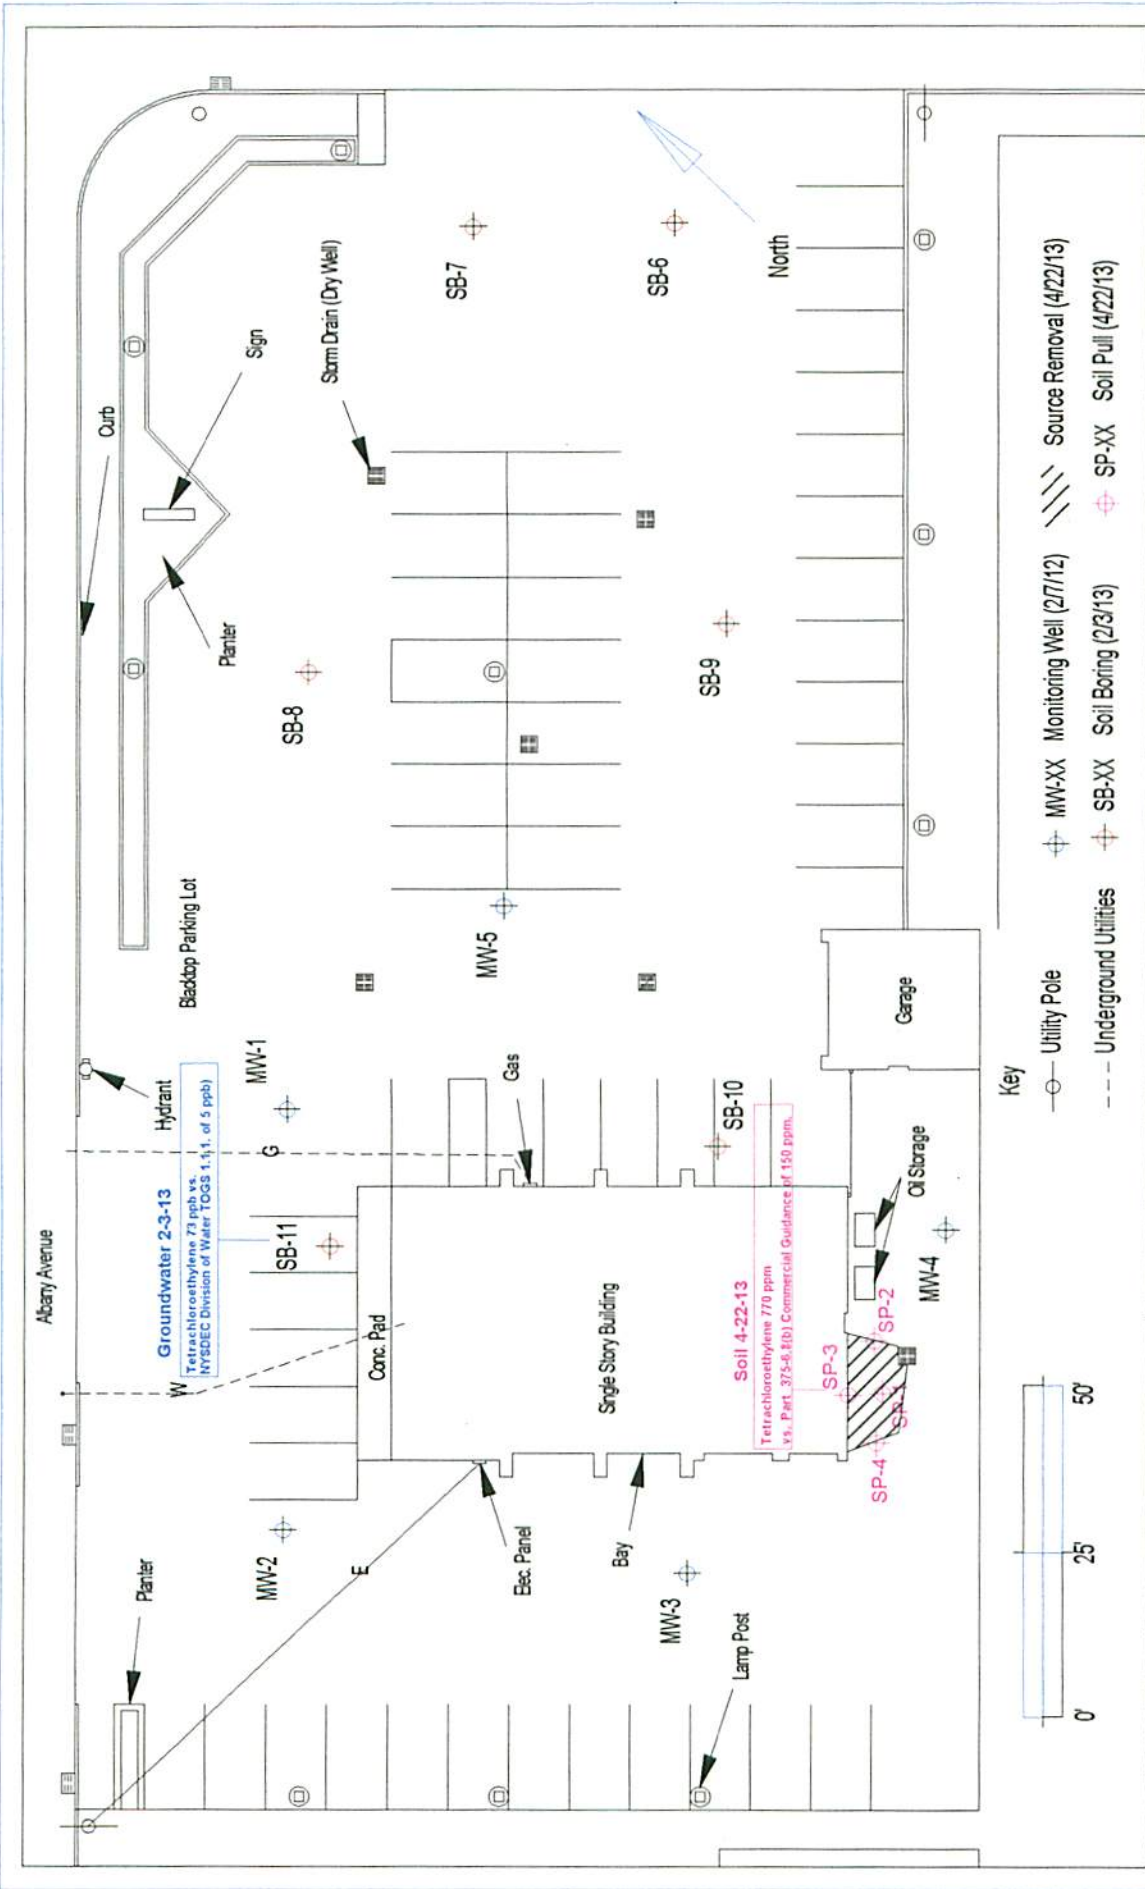 Albany Avenue
Curb
Hydrant
Groundwater 2-3-13
Tetrachloroethylene 73 ppb vs.
NYSDEC Division of Water TOGS 1.1.1. of 5 ppb)
Planter
W
G
Blacktop Parking Lot
Planter
Sign
MW-2
SB-11
MW-1
SB-8
Storm Drain (Dry Well)
E
Conc. Pad
Elec. Panel
Gas
MW-5
SB-7
Bay
Single Story Building
MW-3
SB-10
SB-9
SB-6
Lamp Post
Soil 4-22-13
Tetrachloroethylene 770 ppm
vs. Part 375-6.8(b) Commercial Guidance of 150 ppm.
North
SP-3
SP-4
SP-2
Oil Storage
MW-4
Garage
0'
25'
50'
Key
Utility Pole
MW-XX Monitoring Well (2/7/12)
Source Removal (4/22/13)
Underground Utilities
SB-XX Soil Boring (2/3/13)
SP-XX Soil Pull (4/22/13)